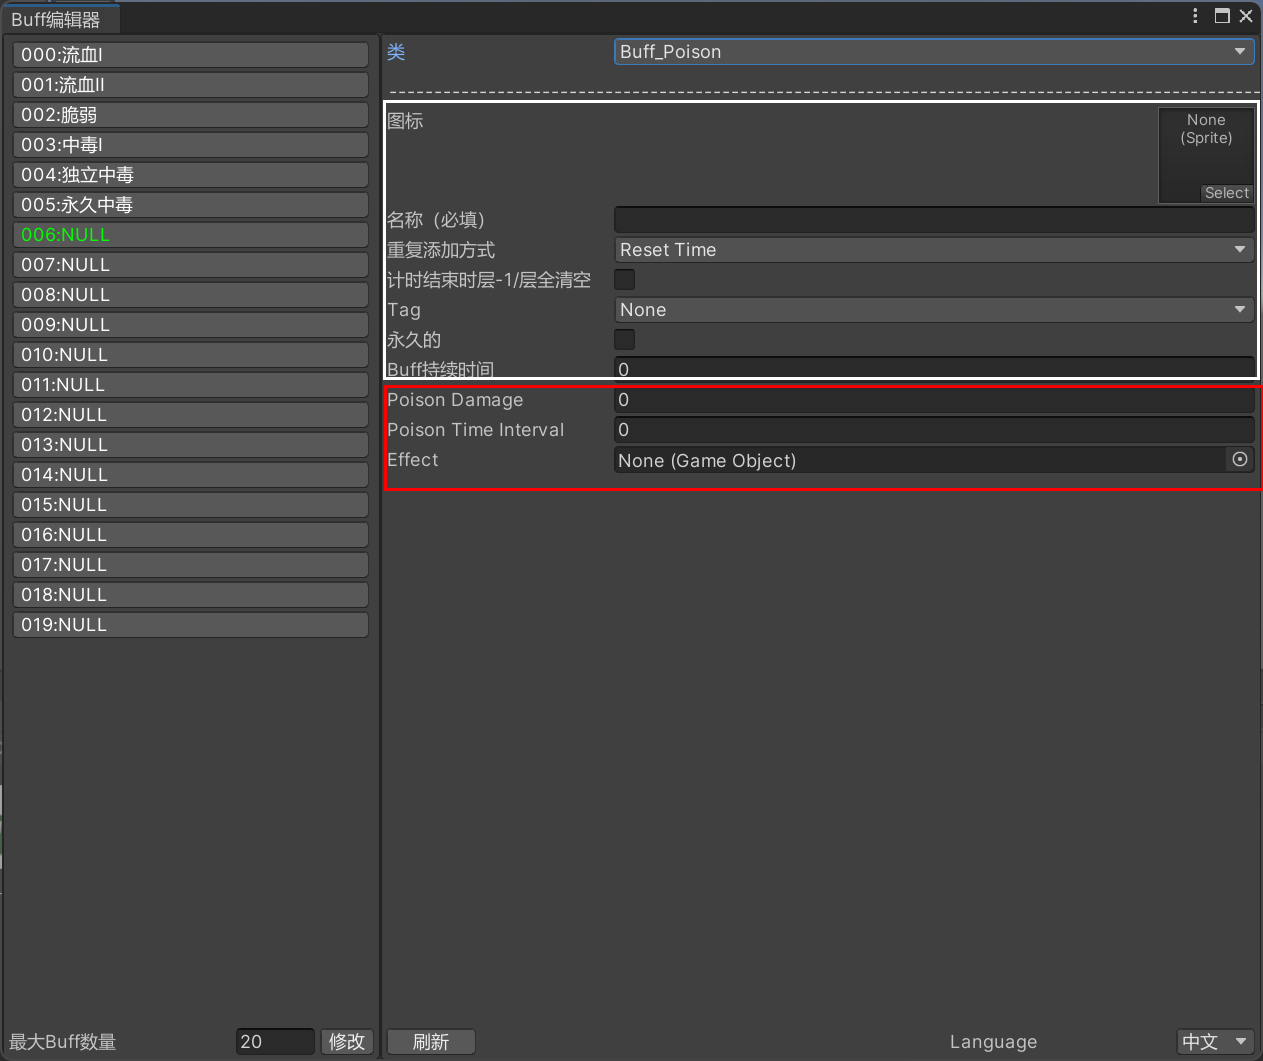 Buff编辑器
000:流血I
001:流血II
002:脆弱
003:中毒I
004:独立中毒
005:永久中毒
006:NULL
007:NULL
008:NULL
009:NULL
010:NULL
011:NULL
012:NULL
013:NULL
014:NULL
015:NULL
016:NULL
017:NULL
018:NULL
019:NULL
最大Buff数量 20 修改
类 Buff_Poison
图标
None
(Sprite)
Select
名称（必填）
重复添加方式 Reset Time
计时结束时层-1/层全清空
Tag None
永久的
Buff持续时间 0
Poison Damage 0
Poison Time Interval 0
Effect None (Game Object)
刷新 Language 中文